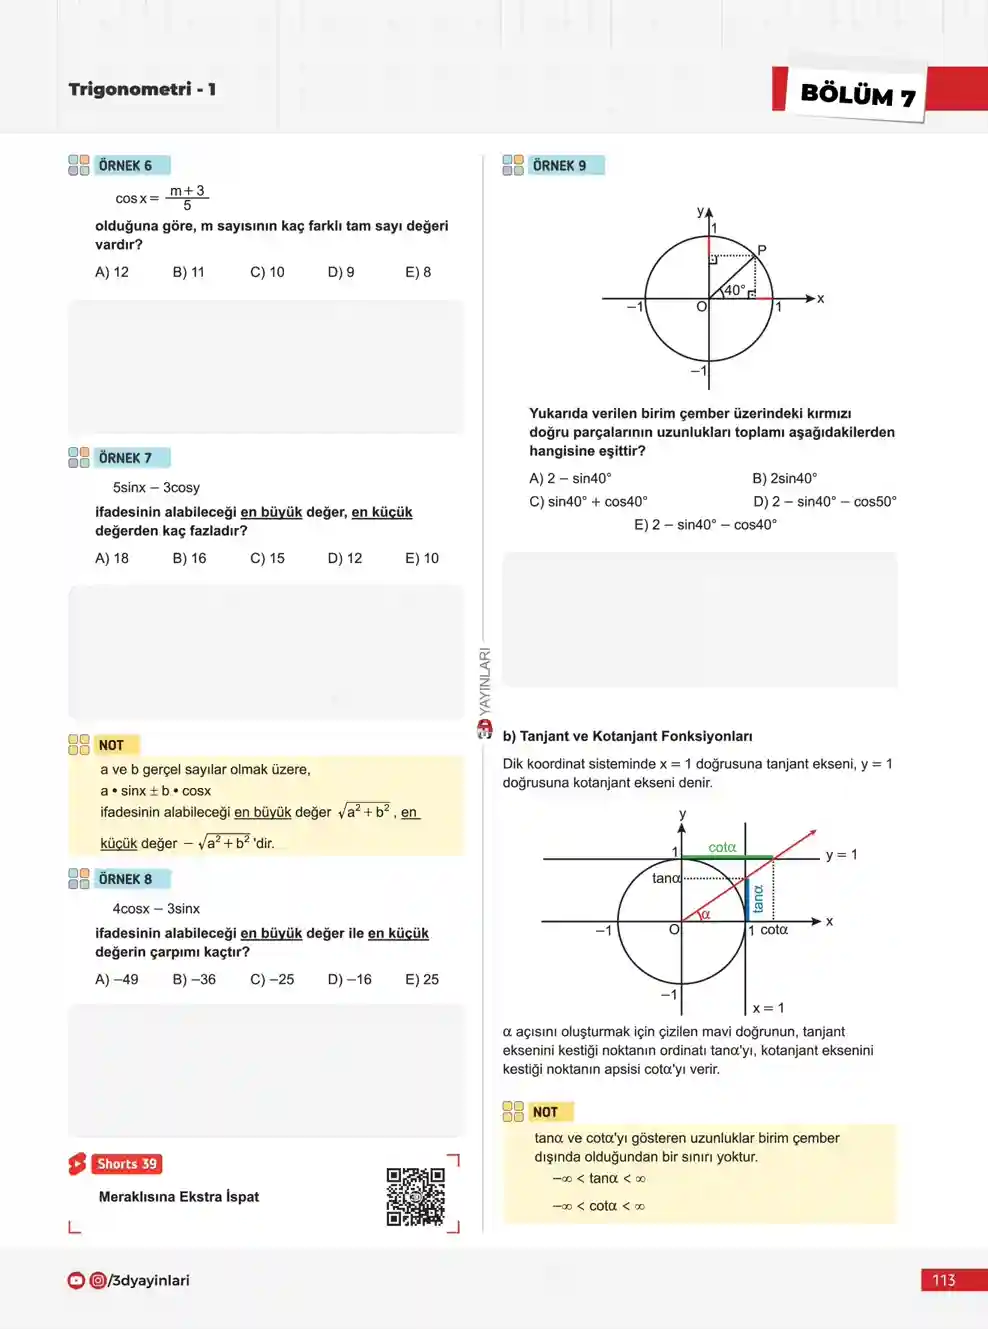 Trigonometri - 1
BÖLÜM 7
ÖRNEK 6
cos x = m + 3 / 5
olduğuna göre, m sayısının kaç farklı tam sayı değeri
vardır?
A) 12 B) 11 C) 10 D) 9 E) 8
ÖRNEK 7
5sinx – 3cosy
ifadesinin alabileceği en büyük değer, en küçük
değerden kaç fazladır?
A) 18 B) 16 C) 15 D) 12 E) 10
NOT
a ve b gerçel sayılar olmak üzere,
a • sinx ± b • cosx
ifadesinin alabileceği en büyük değer √a² + b² , en
küçük değer – √a² + b² 'dir.
ÖRNEK 8
4cosx – 3sinx
ifadesinin alabileceği en büyük değer ile en küçük
değerin çarpımı kaçtır?
A) –49 B) –36 C) –25 D) –16 E) 25
Shorts 39
Meraklısına Ekstra İspat
3D YAYINLARI
ÖRNEK 9
y
1
P
40°
–1
O
1
x
–1
Yukarıda verilen birim çember üzerindeki kırmızı
doğru parçalarının uzunlukları toplamı aşağıdakilerden
hangisine eşittir?
A) 2 – sin40° B) 2sin40°
C) sin40° + cos40° D) 2 – sin40° – cos50°
E) 2 – sin40° – cos40°
b) Tanjant ve Kotanjant Fonksiyonları
Dik koordinat sisteminde x = 1 doğrusuna tanjant ekseni, y = 1
doğrusuna kotanjant ekseni denir.
y
1
cotα
y = 1
tanα
tanα
α
–1
O
1 cotα
x
–1
x = 1
α açısını oluşturmak için çizilen mavi doğrunun, tanjant
eksenini kestiği noktanın ordinatı tanα'yı, kotanjant eksenini
kestiği noktanın apsisi cotα'yı verir.
NOT
tanα ve cotα'yı gösteren uzunluklar birim çember
dışında olduğundan bir sınırı yoktur.
–∞ < tanα < ∞
–∞ < cotα < ∞
/3dyayinlari
113